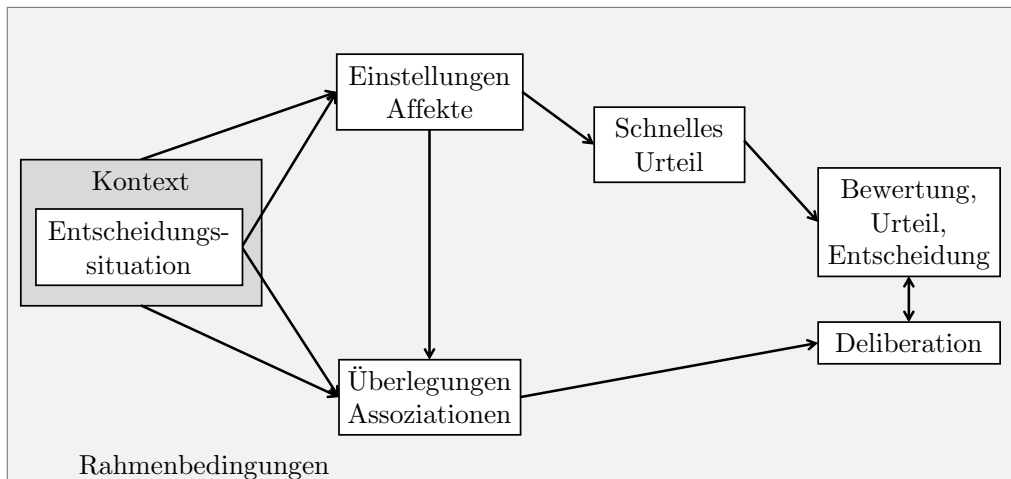 Einstellungen
Affekte
Schnelles
Urteil
Kontext
Entscheidungs-
situation
Bewertung,
Urteil,
Entscheidung
Deliberation
Überlegungen
Assoziationen
Rahmenbedingungen